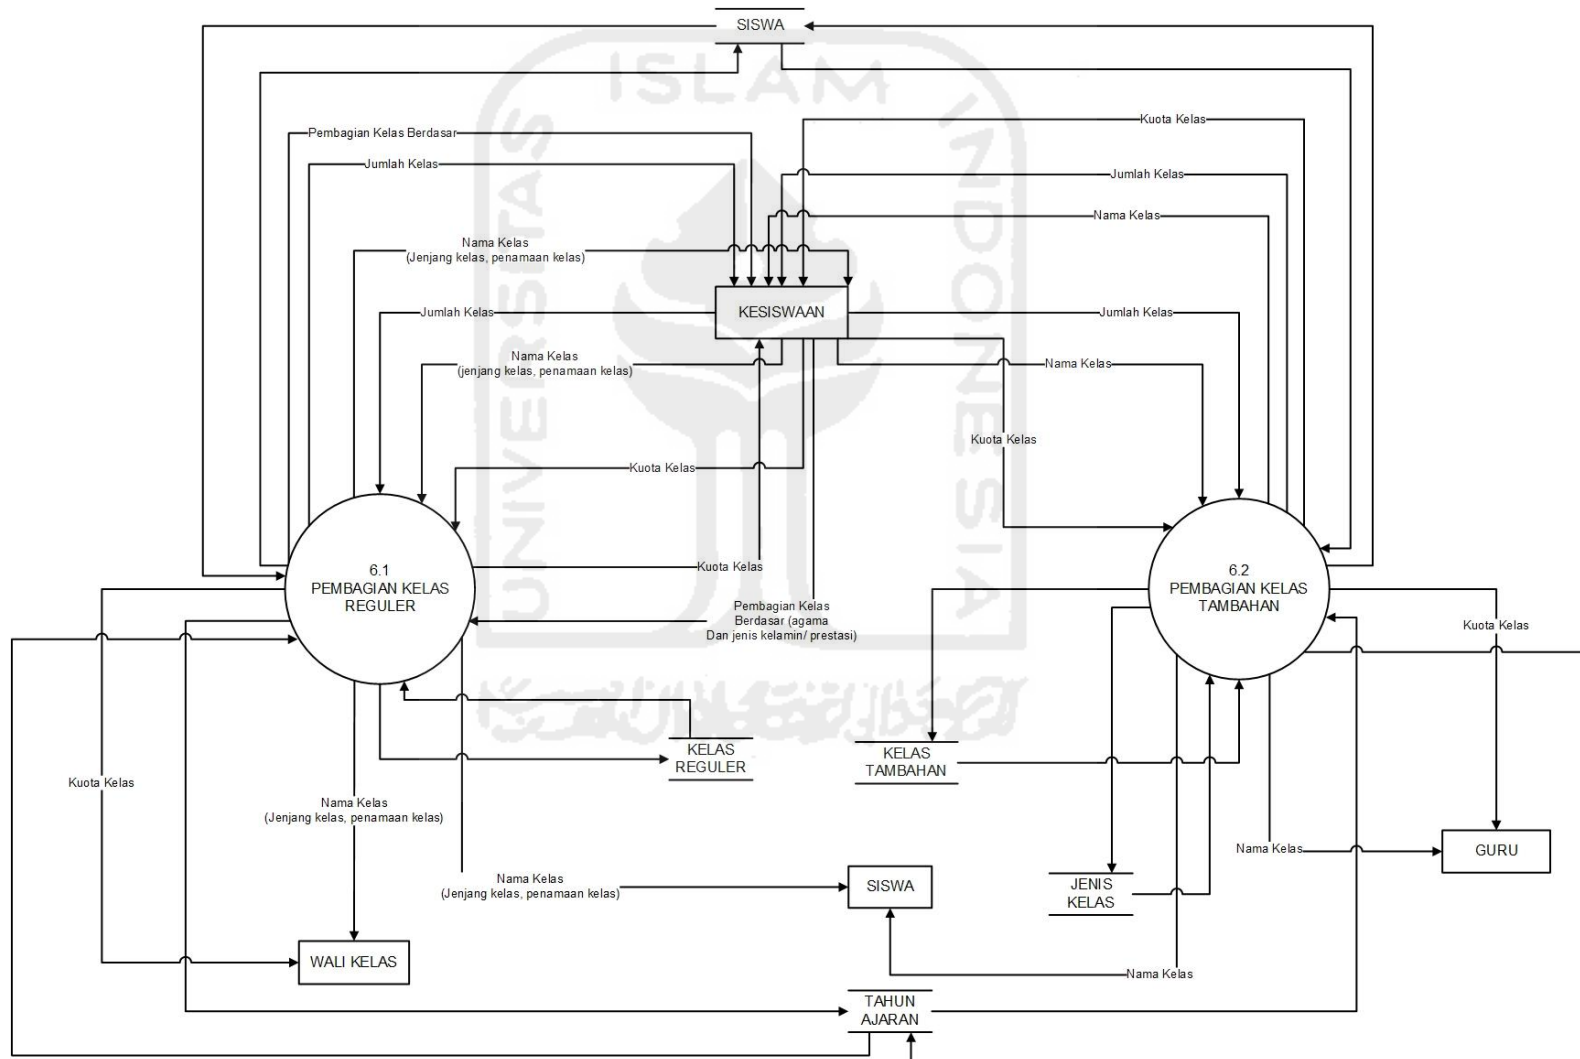 SISWA
ISLAM
UNIVERSITAS
INDONESIA
Pembagian Kelas Berdasar
Kuota Kelas
Jumlah Kelas
Jumlah Kelas
Nama Kelas
Nama Kelas
(Jenjang kelas, penamaan kelas)
KESISWAAN
Jumlah Kelas
Jumlah Kelas
Nama Kelas
(jenjang kelas, penamaan kelas)
Nama Kelas
Kuota Kelas
Kuota Kelas
6.1
PEMBAGIAN KELAS
REGULER
Kuota Kelas
6.2
PEMBAGIAN KELAS
TAMBAHAN
Pembagian Kelas
Berdasar (agama
Dan jenis kelamin/ prestasi)
Kuota Kelas
KELAS
REGULER
KELAS
TAMBAHAN
Kuota Kelas
Nama Kelas
(Jenjang kelas, penamaan kelas)
Nama Kelas
GURU
Nama Kelas
(Jenjang kelas, penamaan kelas)
SISWA
JENIS
KELAS
WALI KELAS
Nama Kelas
TAHUN
AJARAN